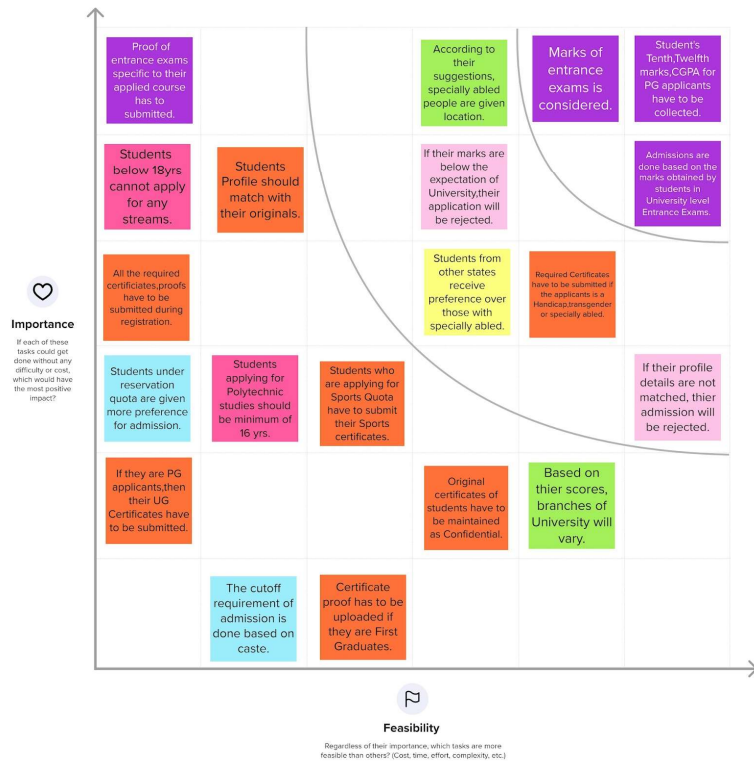 Proof of
entrance exams
specific to their
applied course
has to
submitted.
According to
their
suggestions,
specially abled
people are given
location.
Marks of
entrance
exams is
considered.
Student's
Tenth,Twelfth
marks,CGPA for
PG applicants
have to be
collected.
Students
below 18yrs
cannot apply
for any
streams.
Students
Profile should
match with
their originals.
If their marks are
below the
expectation of
University,their
application will
be rejected.
Admissions are
done based on the
marks obtained by
students in
University level
Entrance Exams.
All the required
certificiates,proofs
have to be
submitted during
registration.
Students from
other states
receive
preference over
those with
specially abled.
Required Certificates
have to be submitted if
the applicants is a
Handicap,transgender
or specially abled.
Importance
If each of these
tasks could get
done without any
difficulty or cost,
which would have
the most positive
impact?
Students under
reservation
quota are given
more preference
for admission.
Students
applying for
Polytechnic
studies should
be minimum of
16 yrs.
Students who
are applying for
Sports Quota
have to submit
their Sports
certificates.
If their profile
details are not
matched, thier
admission will
be rejected.
If they are PG
applicants,then
their UG
Certificates have
to be submitted.
Original
certificates of
students have to
be maintained
as Confidential.
Based on
thier scores,
branches of
University will
vary.
The cutoff
requirement of
admission is
done based on
caste.
Certificate
proof has to be
uploaded if
they are First
Graduates.
Feasibility
Regardless of their importance, which tasks are more
feasible than others? (Cost, time, effort, complexity, etc.)